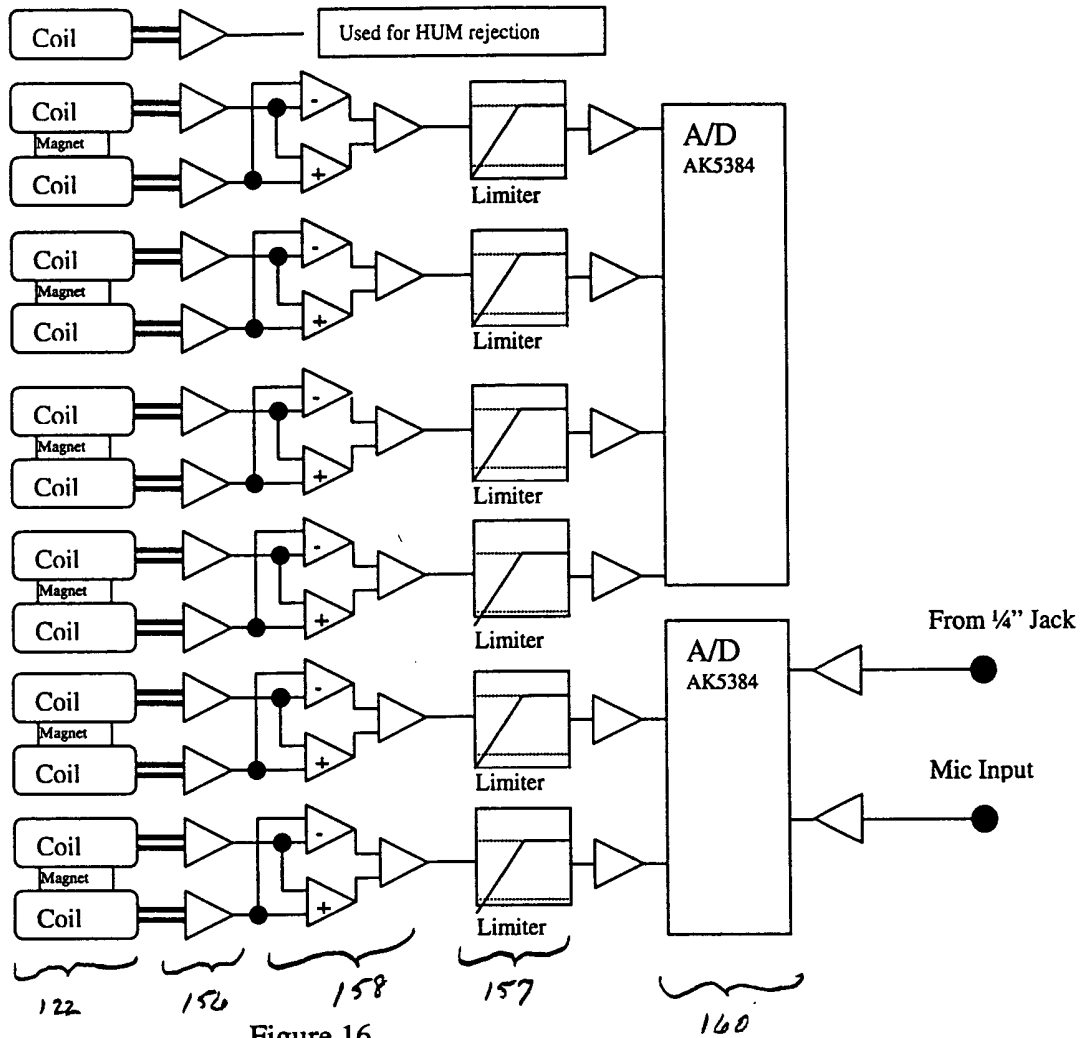 Coil
Used for HUM rejection
Coil
Magnet
Coil
-
+
Limiter
A/D
AK5384
Coil
Magnet
Coil
-
+
Limiter
Coil
Magnet
Coil
-
+
Limiter
Coil
Magnet
Coil
-
+
Limiter
From ¼" Jack
A/D
AK5384
Coil
Magnet
Coil
-
+
Limiter
Mic Input
Coil
Magnet
Coil
-
+
Limiter
122
156
158
157
160
Figure 16